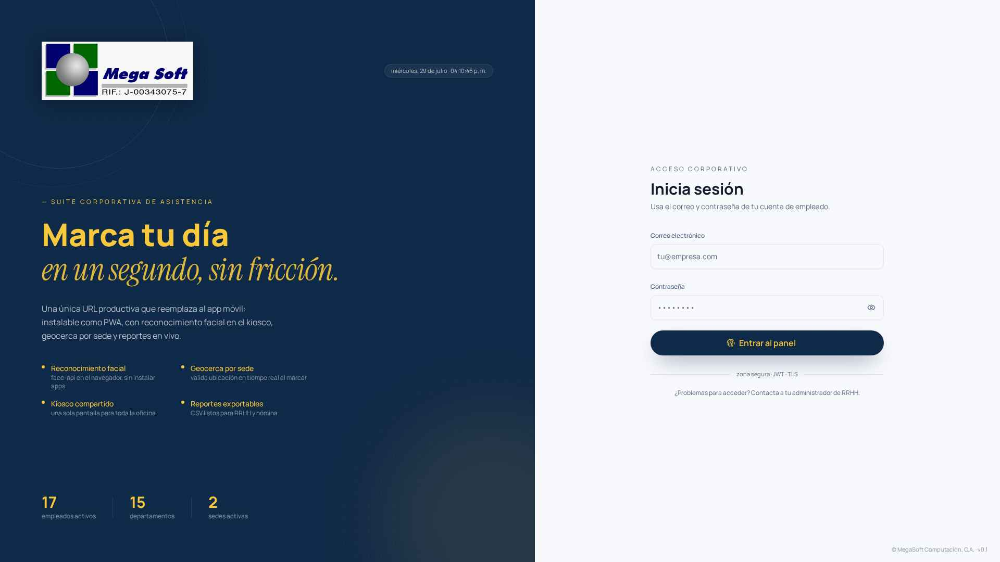 Mega Soft
RIF.: J-00343075-7
miércoles, 29 de julio · 04:10:46 p. m.
— SUITE CORPORATIVA DE ASISTENCIA
Marca tu día
en un segundo, sin fricción.
Una única URL productiva que reemplaza al app móvil:
instalable como PWA, con reconocimiento facial en el kiosco,
geocerca por sede y reportes en vivo.
Reconocimiento facial
face-api en el navegador, sin instalar
apps
Geocerca por sede
valida ubicación en tiempo real al marcar
Kiosco compartido
una sola pantalla para toda la oficina
Reportes exportables
CSV listos para RRHH y nómina
17
empleados activos
15
departamentos
2
sedes activas
ACCESO CORPORATIVO
Inicia sesión
Usa el correo y contraseña de tu cuenta de empleado.
Correo electrónico
tu@empresa.com
Contraseña
••••••••
Entrar al panel
zona segura · JWT · TLS
¿Problemas para acceder? Contacta a tu administrador de RRHH.
© MegaSoft Computación, C.A. · v0.1